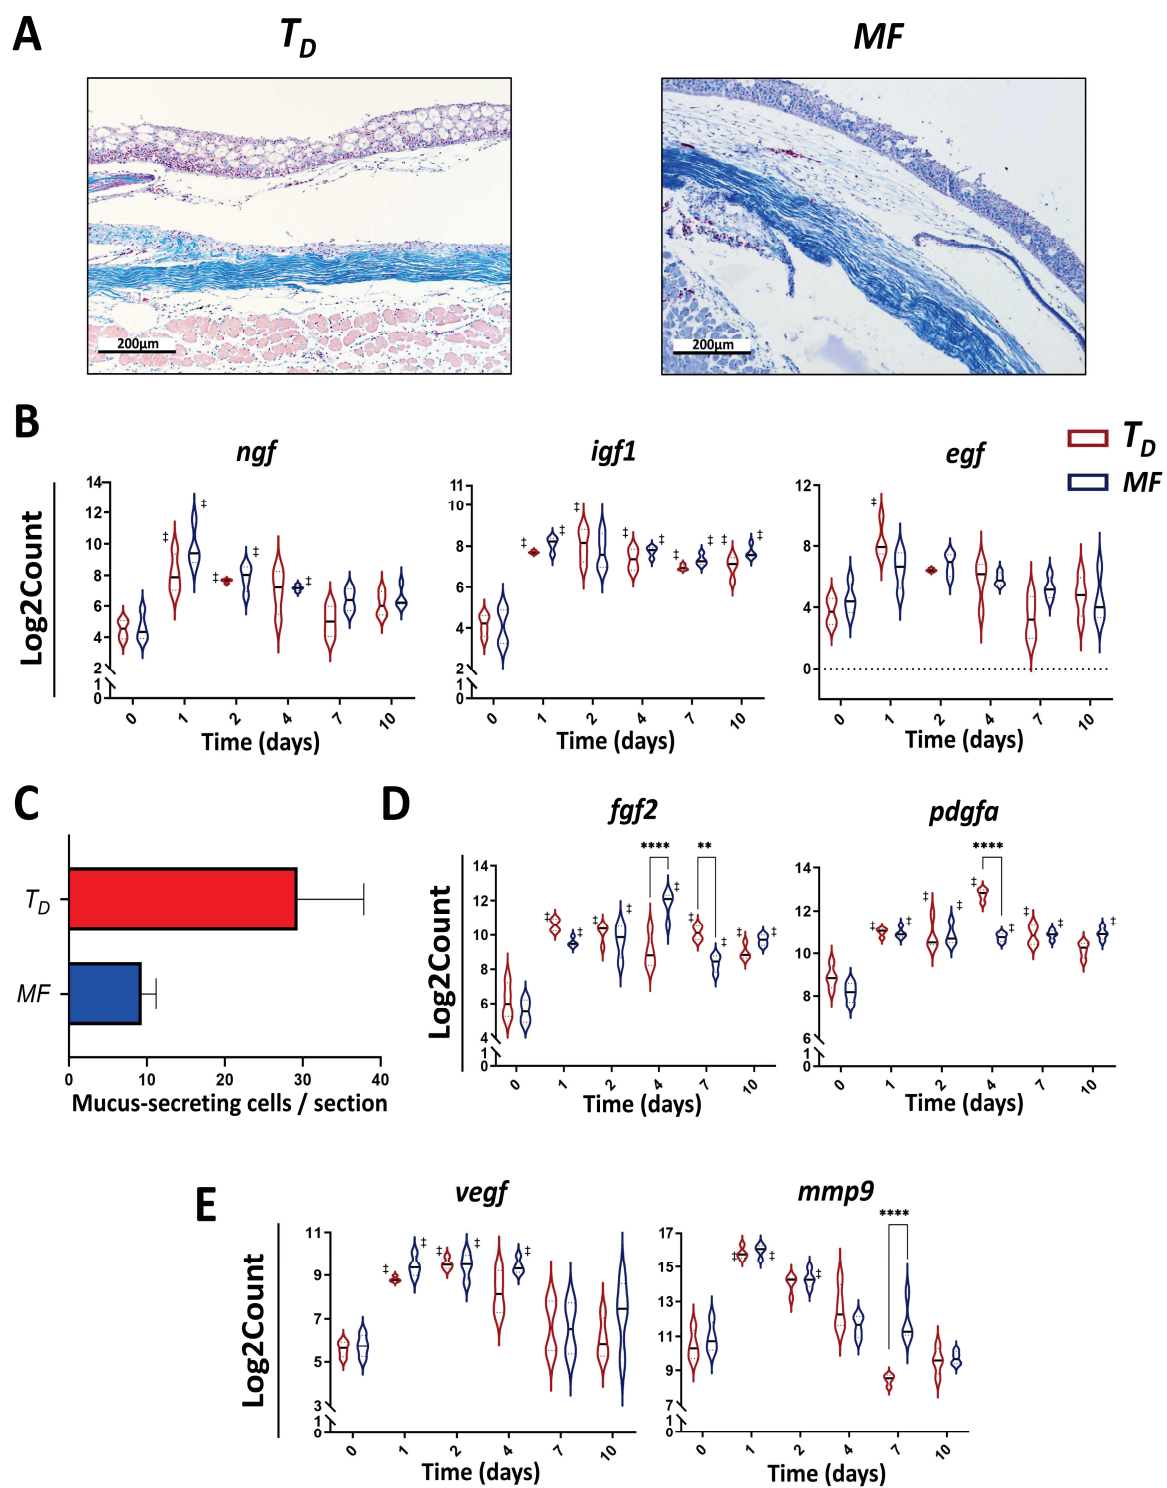 A
T_D
MF
200µm
200µm
B
ngf
igf1
egf
T_D
MF
Log2Count
14
12
10
8
6
4
2
1
0
‡ ‡ ‡ ‡ ‡
0 1 2 4 7 10
Time (days)
11
10
8
6
4
2
1
0
‡ ‡ ‡ ‡ ‡ ‡ ‡ ‡ ‡
0 1 2 4 7 10
Time (days)
12
8
4
0
‡
0 1 2 4 7 10
Time (days)
C
T_D
MF
0 10 20 30 40
Mucus-secreting cells / section
D
fgf2
pdgfa
Log2Count
**** **
14
12
10
8
6
4
1
0
‡ ‡ ‡ ‡ ‡ ‡ ‡ ‡ ‡
0 1 2 4 7 10
Time (days)
****
14
12
10
8
6
1
0
‡ ‡ ‡ ‡ ‡ ‡ ‡ ‡ ‡
0 1 2 4 7 10
Time (days)
E
vegf
mmp9
Log2Count
11
9
7
5
3
1
0
‡ ‡ ‡ ‡ ‡
0 1 2 4 7 10
Time (days)
****
17
15
13
11
9
7
1
0
‡ ‡ ‡
0 1 2 4 7 10
Time (days)